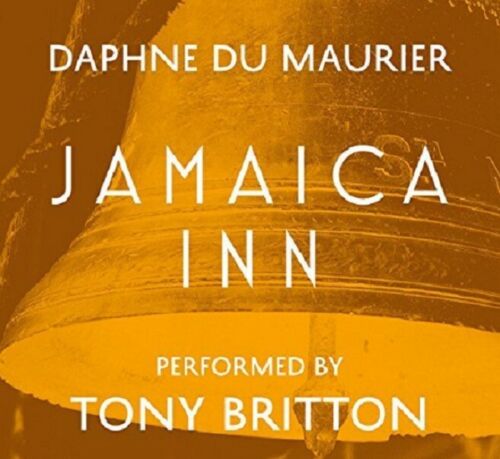 DAPHNE DU MAURIER
JAMAICA
INN
PERFORMED BY
TONY BRITTON